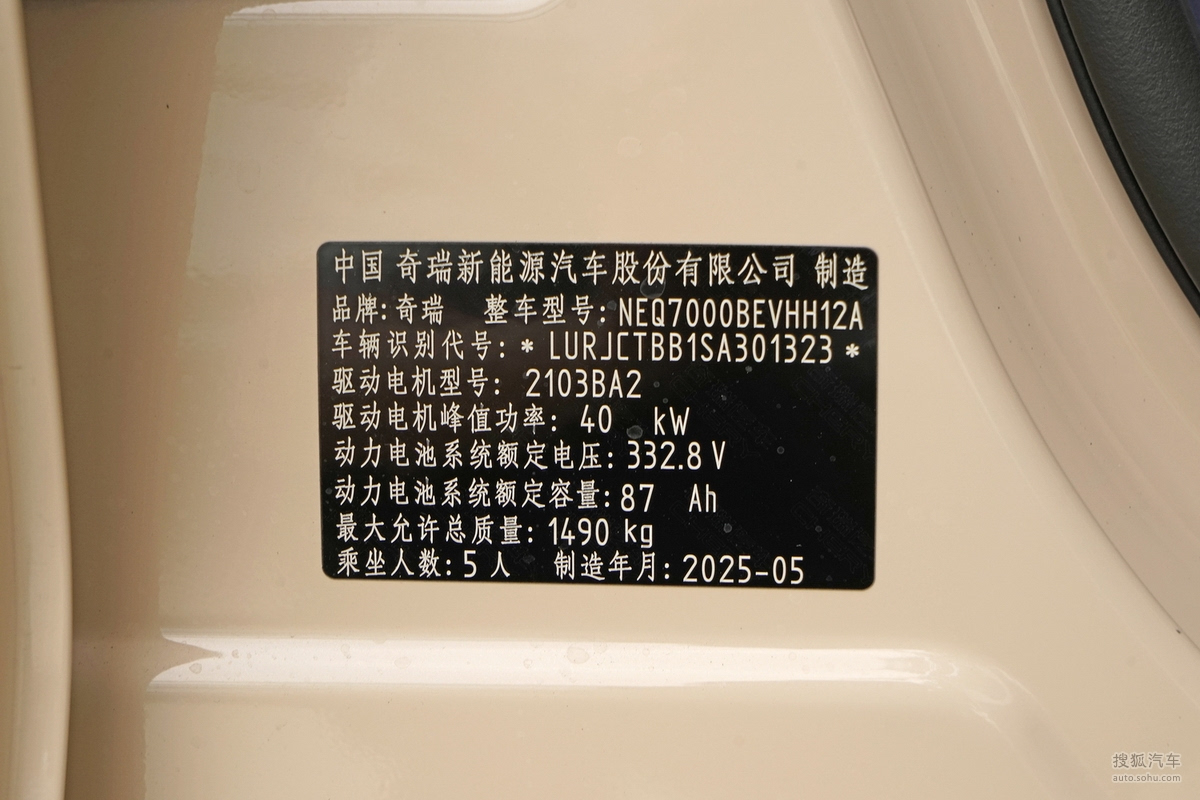 中国 奇瑞新能源汽车股份有限公司 制造
品牌:奇瑞 整车型号:NEQ7000BEVHH12A
车辆识别代号:* LURJCTBB1SA301323 *
驱动电机型号: 2103BA2
驱动电机峰值功率: 40 kW
动力电池系统额定电压:332.8 V
动力电池系统额定容量:87 Ah
最大允许总质量:1490 kg
乘坐人数:5 人 制造年月:2025-05
搜狐汽车
auto.sohu.com